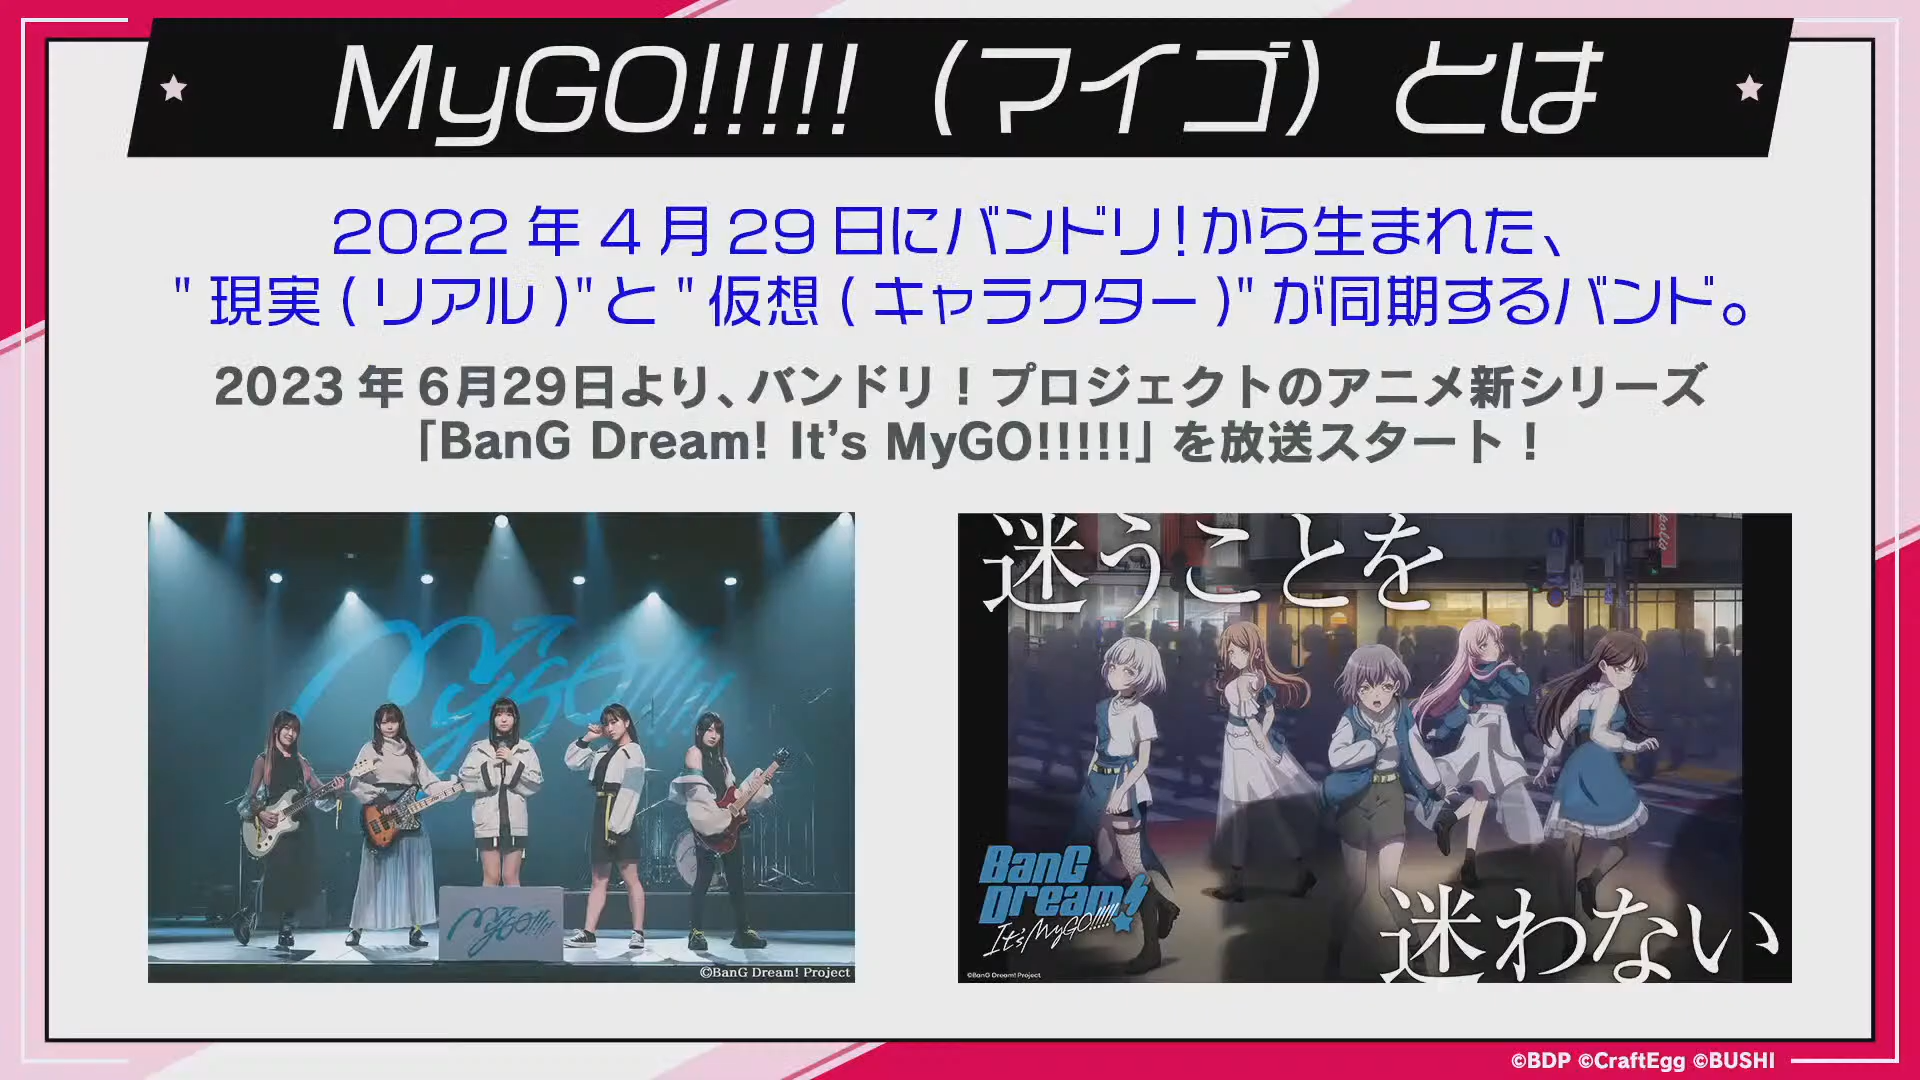 MyGO!!!!!（マイゴ）とは
2022年4月29日にバンドリ！から生まれた、
"現実(リアル)"と"仮想(キャラクター)"が同期するバンド。
2023年6月29日より、バンドリ！プロジェクトのアニメ新シリーズ
「BanG Dream! It's MyGO!!!!!」を放送スタート！
MyGO!!!!!
MyGO!!!!!
©BanG Dream! Project
迷うことを
迷わない
BanG
Dream!
It's MyGO!!!!!
©BanG Dream! Project
©BDP ©CraftEgg ©BUSHI